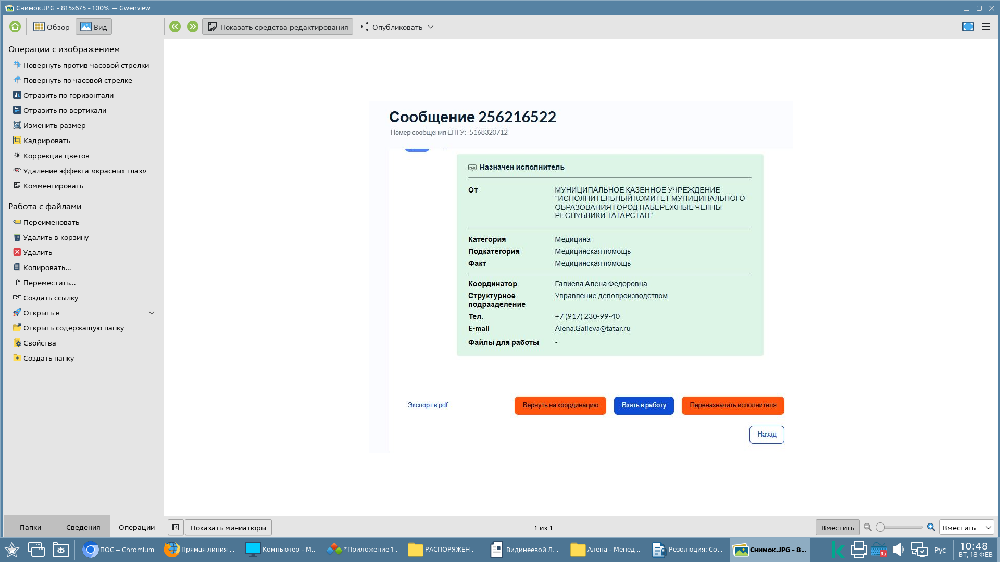 Снимок.JPG - 815x675 - 100% — Gwenview
Обзор
Вид
Показать средства редактирования
Опубликовать
Операции с изображением
Повернуть против часовой стрелки
Повернуть по часовой стрелке
Отразить по горизонтали
Отразить по вертикали
Изменить размер
Кадрировать
Коррекция цветов
Удаление эффекта «красных глаз»
Комментировать
Работа с файлами
Переименовать
Удалить в корзину
Удалить
Копировать...
Переместить...
Создать ссылку
Открыть в
Открыть содержащую папку
Свойства
Создать папку
Сообщение 256216522
Номер сообщения ЕПГУ: 5168320712
Назначен исполнитель
От
МУНИЦИПАЛЬНОЕ КАЗЕННОЕ УЧРЕЖДЕНИЕ
"ИСПОЛНИТЕЛЬНЫЙ КОМИТЕТ МУНИЦИПАЛЬНОГО
ОБРАЗОВАНИЯ ГОРОД НАБЕРЕЖНЫЕ ЧЕЛНЫ
РЕСПУБЛИКИ ТАТАРСТАН"
Категория Медицина
Подкатегория Медицинская помощь
Факт Медицинская помощь
Координатор Галиева Алена Федоровна
Структурное Управление делопроизводством
подразделение
Тел. +7 (917) 230-99-40
E-mail Alena.Galieva@tatar.ru
Файлы для работы -
Экспорт в pdf
Вернуть на координацию
Взять в работу
Переназначить исполнителя
Назад
Папки
Сведения
Операции
Показать миниатюры
1 из 1
Вместить
Вместить
ПОС — Chromium
Прямая линия ...
Компьютер – М...
*Приложение 1...
РАСПОРЯЖЕН...
Видинеевой Л....
Алена – Менед...
Резолюция: Со...
Снимок.JPG - 8...
Ru
Рус
10:48
ВТ, 18 ФЕВ